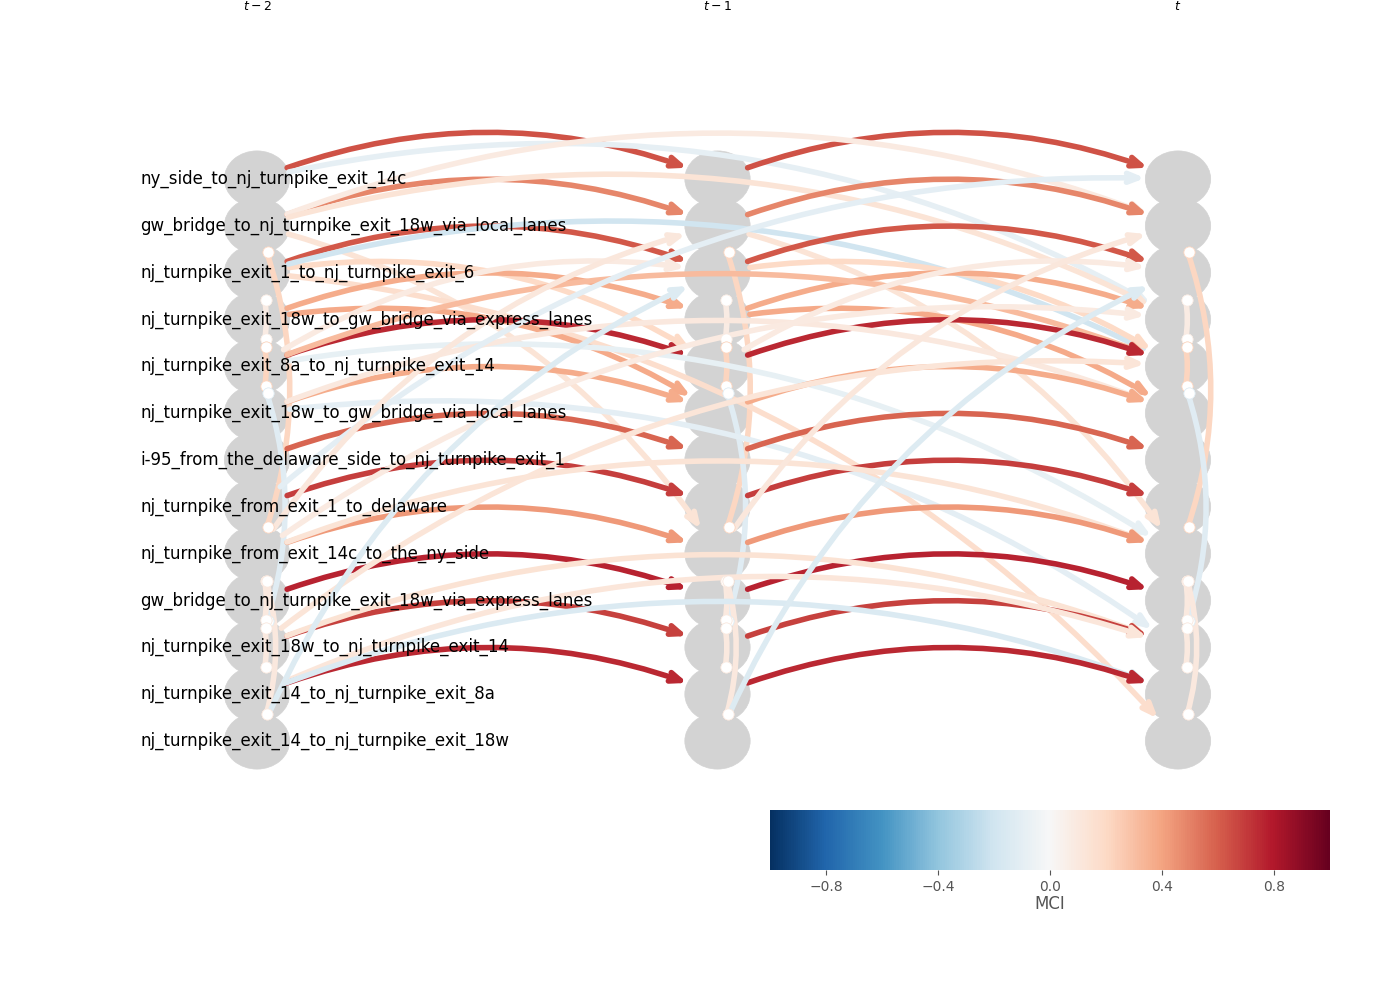 t − 2
t − 1
t
ny_side_to_nj_turnpike_exit_14c
gw_bridge_to_nj_turnpike_exit_18w_via_local_lanes
nj_turnpike_exit_1_to_nj_turnpike_exit_6
nj_turnpike_exit_18w_to_gw_bridge_via_express_lanes
nj_turnpike_exit_8a_to_nj_turnpike_exit_14
nj_turnpike_exit_18w_to_gw_bridge_via_local_lanes
i-95_from_the_delaware_side_to_nj_turnpike_exit_1
nj_turnpike_from_exit_1_to_delaware
nj_turnpike_from_exit_14c_to_the_ny_side
gw_bridge_to_nj_turnpike_exit_18w_via_express_lanes
nj_turnpike_exit_18w_to_nj_turnpike_exit_14
nj_turnpike_exit_14_to_nj_turnpike_exit_8a
nj_turnpike_exit_14_to_nj_turnpike_exit_18w
−0.8 −0.4 0.0 0.4 0.8
MCI